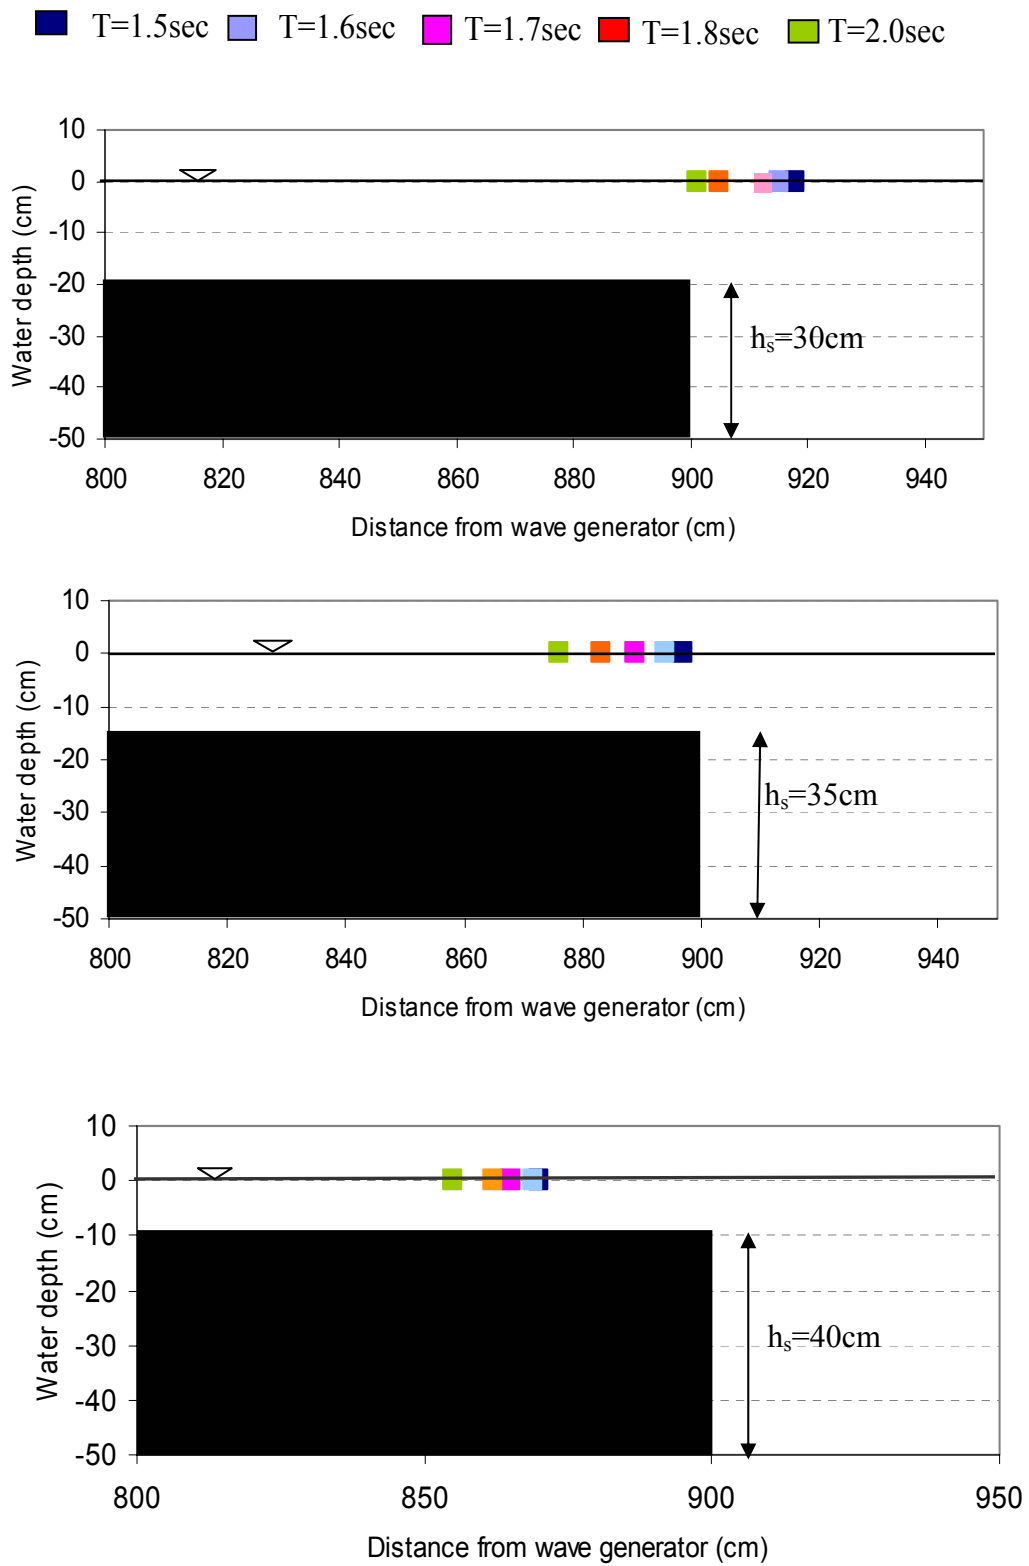 T=1.5sec T=1.6sec T=1.7sec T=1.8sec T=2.0sec
10
0
-10
-20
-30
-40
-50
Water depth (cm)
hₛ=30cm
800 820 840 860 880 900 920 940
Distance from wave generator (cm)
10
0
-10
-20
-30
-40
-50
Water depth (cm)
hₛ=35cm
800 820 840 860 880 900 920 940
Distance from wave generator (cm)
10
0
-10
-20
-30
-40
-50
Water depth (cm)
hₛ=40cm
800 850 900 950
Distance from wave generator (cm)